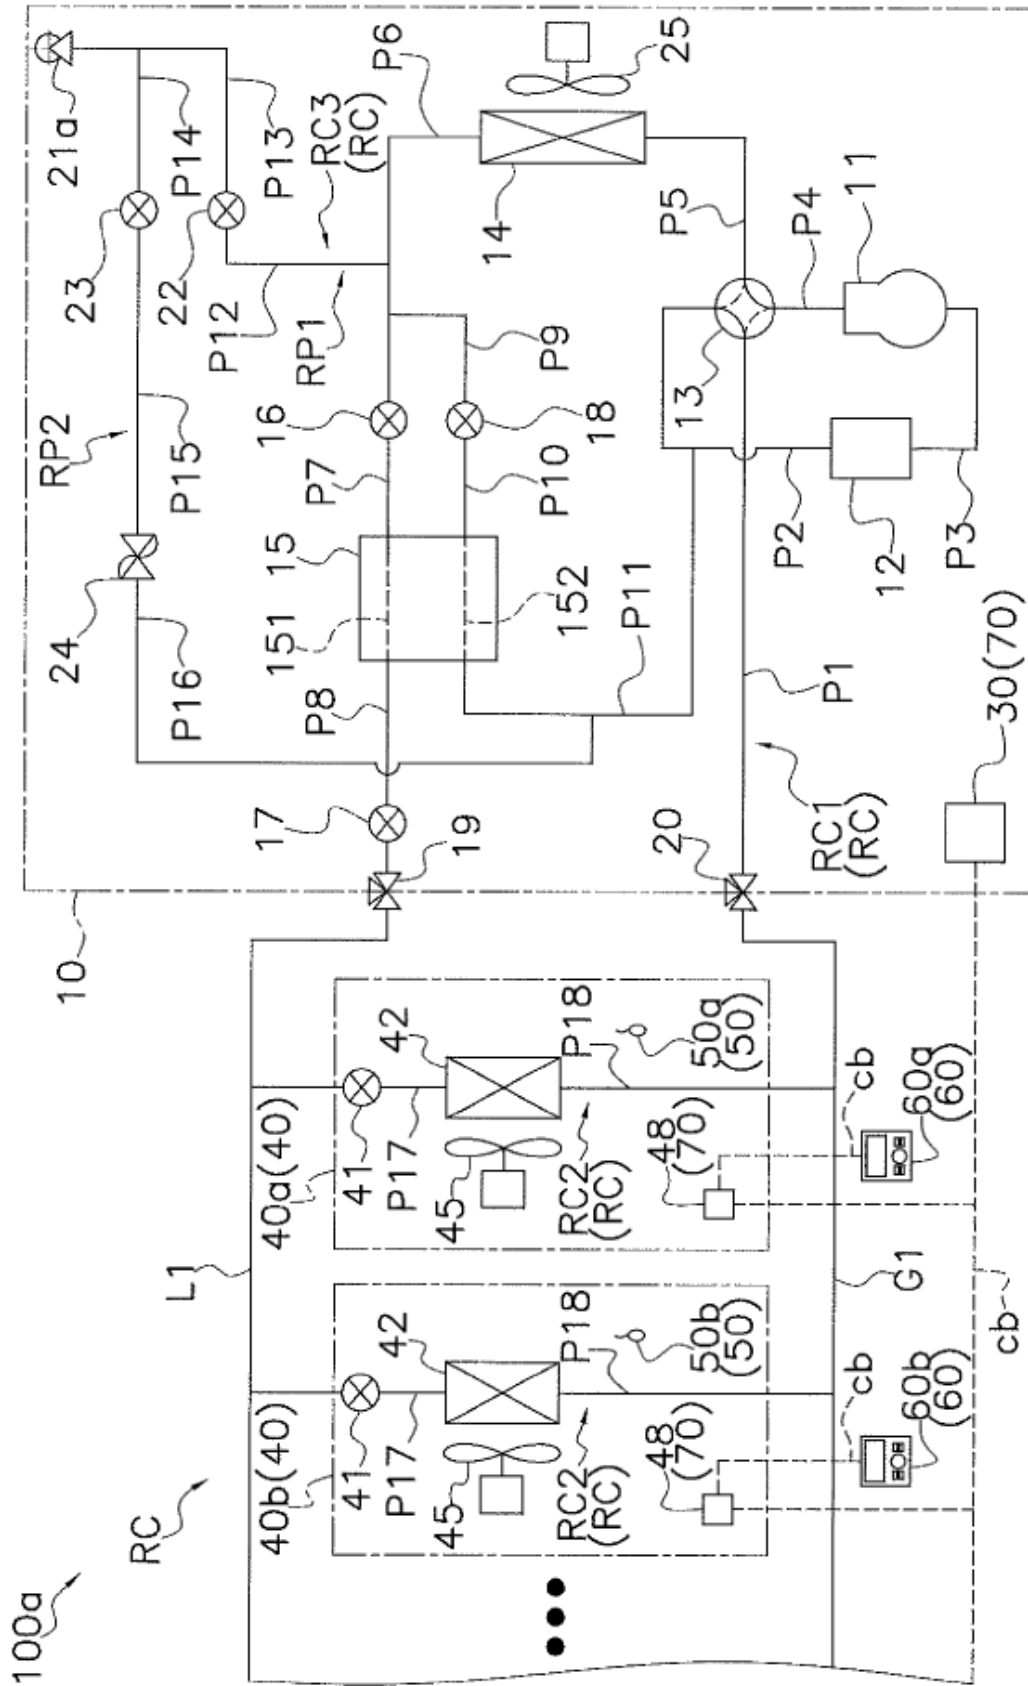 100a
RC
10
L1
40b(40)
41
P17
45
42
P18
50b
(50)
RC2
(RC)
48
(70)
cb
60b
(60)
40a(40)
41
P17
45
42
P18
50a
(50)
RC2
(RC)
48
(70)
cb
60a
(60)
G1
cb
30(70)
17
19
20
24
P16
RP2
P15
23
P14
21a
22
P13
P12
RC3
(RC)
RP1
P8
15
151
152
P7
16
P9
18
P10
P11
P6
14
25
P5
13
P4
11
P2
12
P3
P1
RC1
(RC)